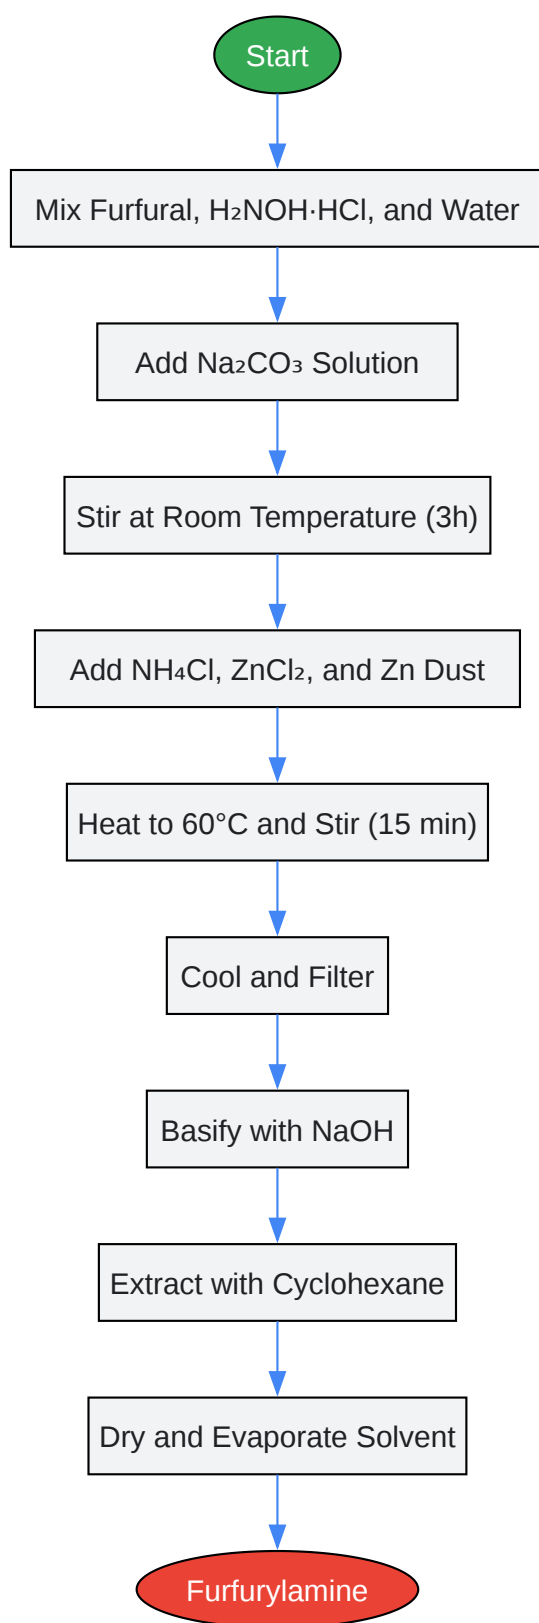 Start
Mix Furfural, H₂NOH·HCl, and Water
Add Na₂CO₃ Solution
Stir at Room Temperature (3h)
Add NH₄Cl, ZnCl₂, and Zn Dust
Heat to 60°C and Stir (15 min)
Cool and Filter
Basify with NaOH
Extract with Cyclohexane
Dry and Evaporate Solvent
Furfurylamine